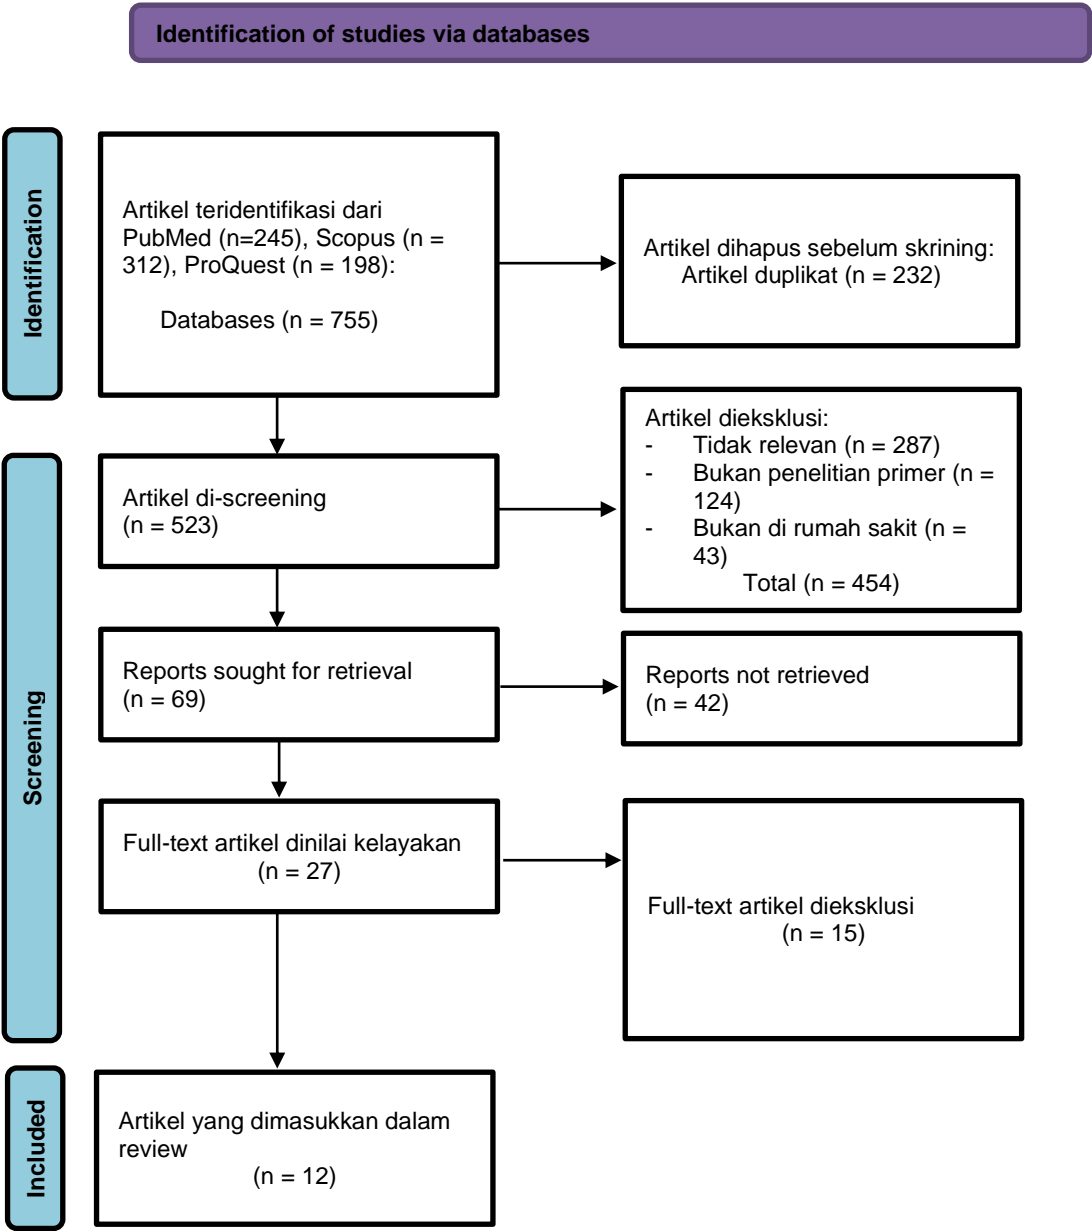 Identification of studies via databases
Identification
Artikel teridentifikasi dari
PubMed (n=245), Scopus (n =
312), ProQuest (n = 198):
Databases (n = 755)
Artikel dihapus sebelum skrining:
Artikel duplikat (n = 232)
Screening
Artikel di-screening
(n = 523)
Artikel dieksklusi:
- Tidak relevan (n = 287)
- Bukan penelitian primer (n =
124)
- Bukan di rumah sakit (n =
43)
Total (n = 454)
Reports sought for retrieval
(n = 69)
Reports not retrieved
(n = 42)
Full-text artikel dinilai kelayakan
(n = 27)
Full-text artikel dieksklusi
(n = 15)
Included
Artikel yang dimasukkan dalam
review
(n = 12)